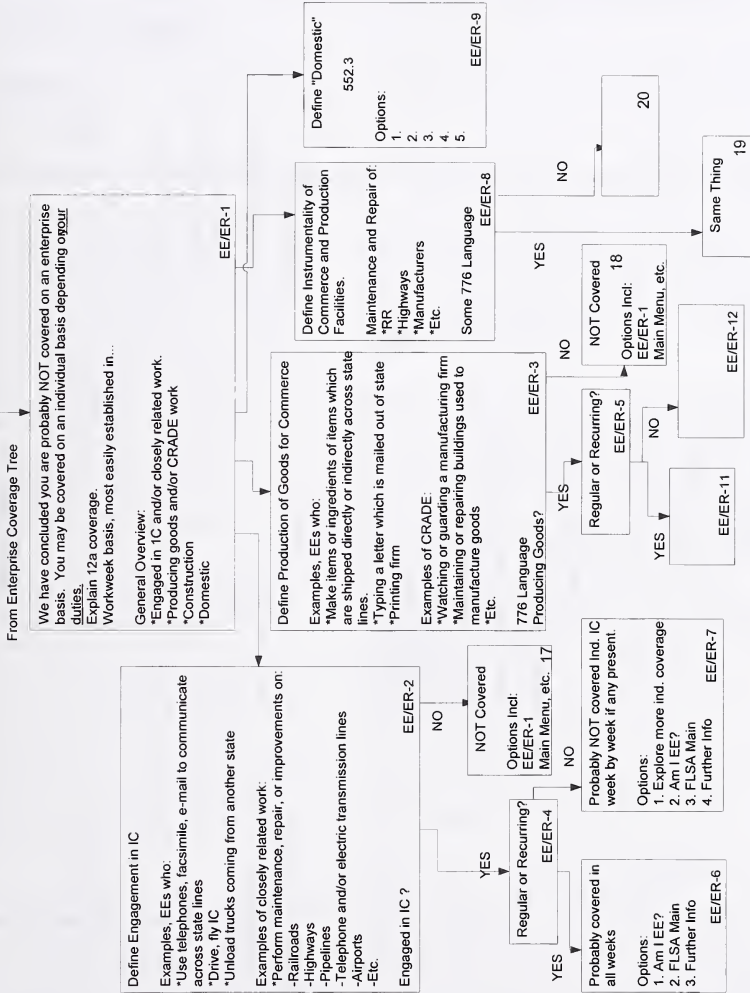 From Enterprise Coverage Tree
We have concluded you are probably NOT covered on an enterprise
basis. You may be covered on an individual basis depending on your
duties.
Explain 12a coverage.
Workweek basis, most easily established in...
General Overview:
*Engaged in 1C and/or closely related work.
*Producing goods and/or CRADE work
*Construction
*Domestic
EE/ER-1
Define Engagement in IC
Examples, EEs who:
*Use telephones, facsimile, e-mail to communicate
across state lines
*Drive, fly IC
*Unload trucks coming from another state
Examples of closely related work:
*Perform maintenance, repair, or improvements on:
-Railroads
-Highways
-Pipelines
-Telephone and/or electric transmission lines
-Airports
-Etc.
Engaged in IC ?
EE/ER-2
NO
NOT Covered
Options Incl:
EE/ER-1
Main Menu, etc. 17
YES
Regular or Recurring?
EE/ER-4
YES
NO
Probably covered in
all weeks
Options:
1. Am I EE?
2. FLSA Main
3. Further Info
EE/ER-6
Probably NOT covered Ind. IC
week by week if any present.
Options:
1. Explore more ind. coverage
2. Am I EE?
3. FLSA Main
4. Further Info
EE/ER-7
Define Production of Goods for Commerce
Examples, EEs who:
*Make items or ingredients of items which
are shipped directly or indirectly across state
lines.
*Typing a letter which is mailed out of state
*Printing firm
Examples of CRADE:
*Watching or guarding a manufacturing firm
*Maintaining or repairing buildings used to
manufacture goods
*Etc.
776 Language
Producing Goods?
EE/ER-3
YES
NO
Regular or Recurring?
EE/ER-5
NOT Covered
18
Options Incl:
EE/ER-1
Main Menu, etc.
YES
NO
EE/ER-11
EE/ER-12
Define Instrumentality of
Commerce and Production
Facilities.
Maintenance and Repair of:
*RR
*Highways
*Manufacturers
*Etc.
Some 776 Language
EE/ER-8
YES
NO
Same Thing
19
20
Define "Domestic"
552.3
Options:
1.
2.
3.
4.
5.
EE/ER-9